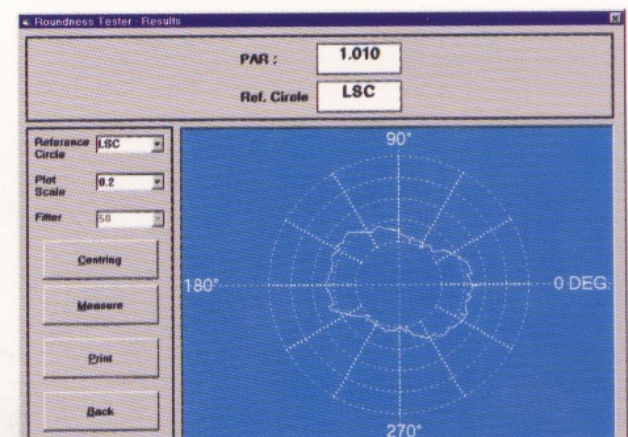 Roundness Tester - Results
PAR : 1.010
Ref. Circle LSC
Reference Circle LSC
Plot Scale 0.2
Filter 50
Centring
Measure
Print
Back
90°
180°
0 DEG.
270°